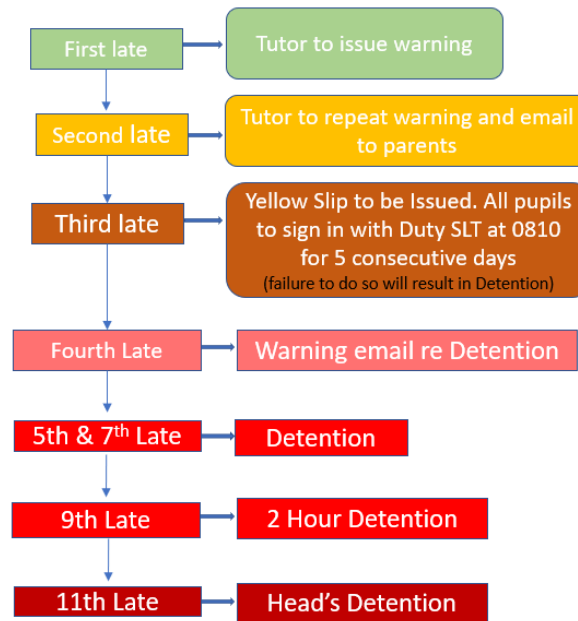 First late
Tutor to issue warning
Second late
Tutor to repeat warning and email
to parents
Third late
Yellow Slip to be Issued. All pupils
to sign in with Duty SLT at 0810
for 5 consecutive days
(failure to do so will result in Detention)
Fourth Late
Warning email re Detention
5th & 7th Late
Detention
9th Late
2 Hour Detention
11th Late
Head's Detention